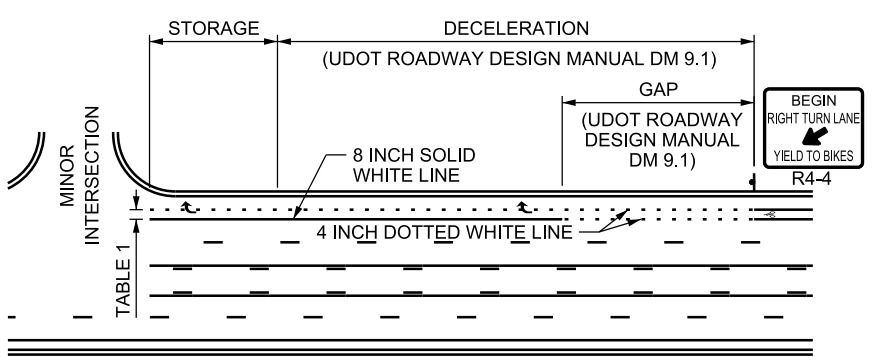 STORAGE
DECELERATION
(UDOT ROADWAY DESIGN MANUAL DM 9.1)
GAP
(UDOT ROADWAY
DESIGN MANUAL
DM 9.1)
BEGIN
RIGHT TURN LANE
YIELD TO BIKES
R4-4
MINOR
INTERSECTION
8 INCH SOLID
WHITE LINE
4 INCH DOTTED WHITE LINE
TABLE 1